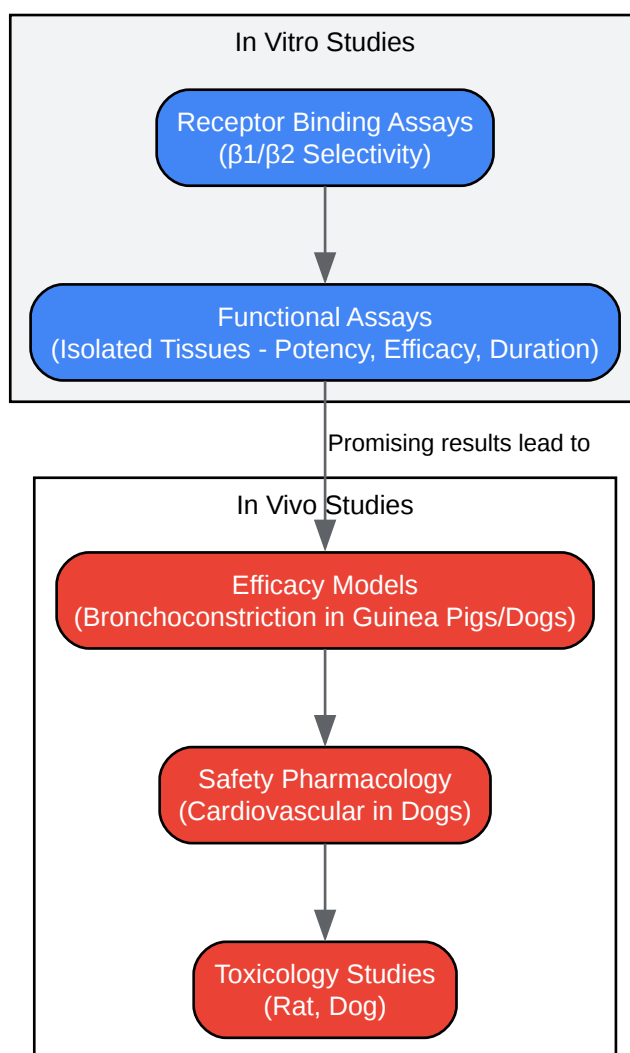 In Vitro Studies
Receptor Binding Assays
(β1/β2 Selectivity)
Functional Assays
(Isolated Tissues - Potency, Efficacy, Duration)
Promising results lead to
In Vivo Studies
Efficacy Models
(Bronchoconstriction in Guinea Pigs/Dogs)
Safety Pharmacology
(Cardiovascular in Dogs)
Toxicology Studies
(Rat, Dog)